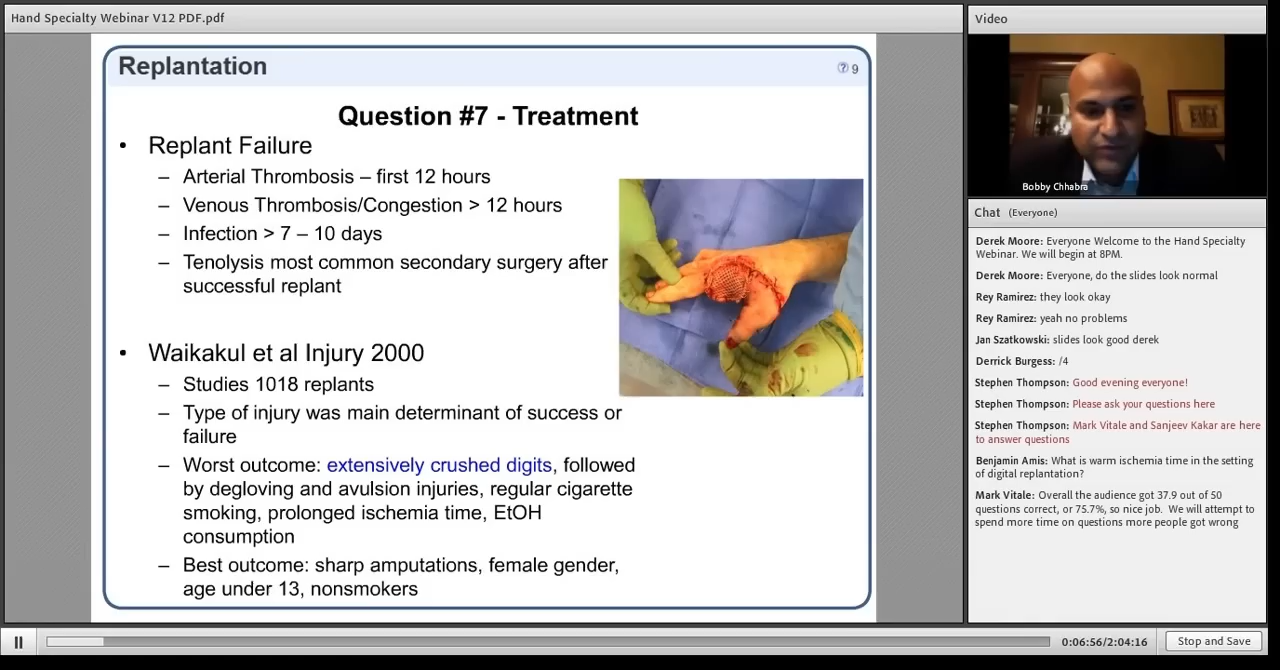 Hand Specialty Webinar V12 PDF.pdf
Replantation
9
Question #7 - Treatment
• Replant Failure
– Arterial Thrombosis – first 12 hours
– Venous Thrombosis/Congestion > 12 hours
– Infection > 7 – 10 days
– Tenolysis most common secondary surgery after
successful replant
• Waikakul et al Injury 2000
– Studies 1018 replants
– Type of injury was main determinant of success or
failure
– Worst outcome: extensively crushed digits, followed
by degloving and avulsion injuries, regular cigarette
smoking, prolonged ischemia time, EtOH
consumption
– Best outcome: sharp amputations, female gender,
age under 13, nonsmokers
Video
Bobby Chhabra
Chat (Everyone)
Derek Moore: Everyone Welcome to the Hand Specialty
Webinar. We will begin at 8PM.
Derek Moore: Everyone, do the slides look normal
Rey Ramirez: they look okay
Rey Ramirez: yeah no problems
Jan Szatkowski: slides look good derek
Derrick Burgess: /4
Stephen Thompson: Good evening everyone!
Stephen Thompson: Please ask your questions here
Stephen Thompson: Mark Vitale and Sanjeev Kakar are here
to answer questions
Benjamin Amis: What is warm ischemia time in the setting
of digital replantation?
Mark Vitale: Overall the audience got 37.9 out of 50
questions correct, or 75.7%, so nice job. We will attempt to
spend more time on questions more people got wrong
0:06:56/2:04:16
Stop and Save